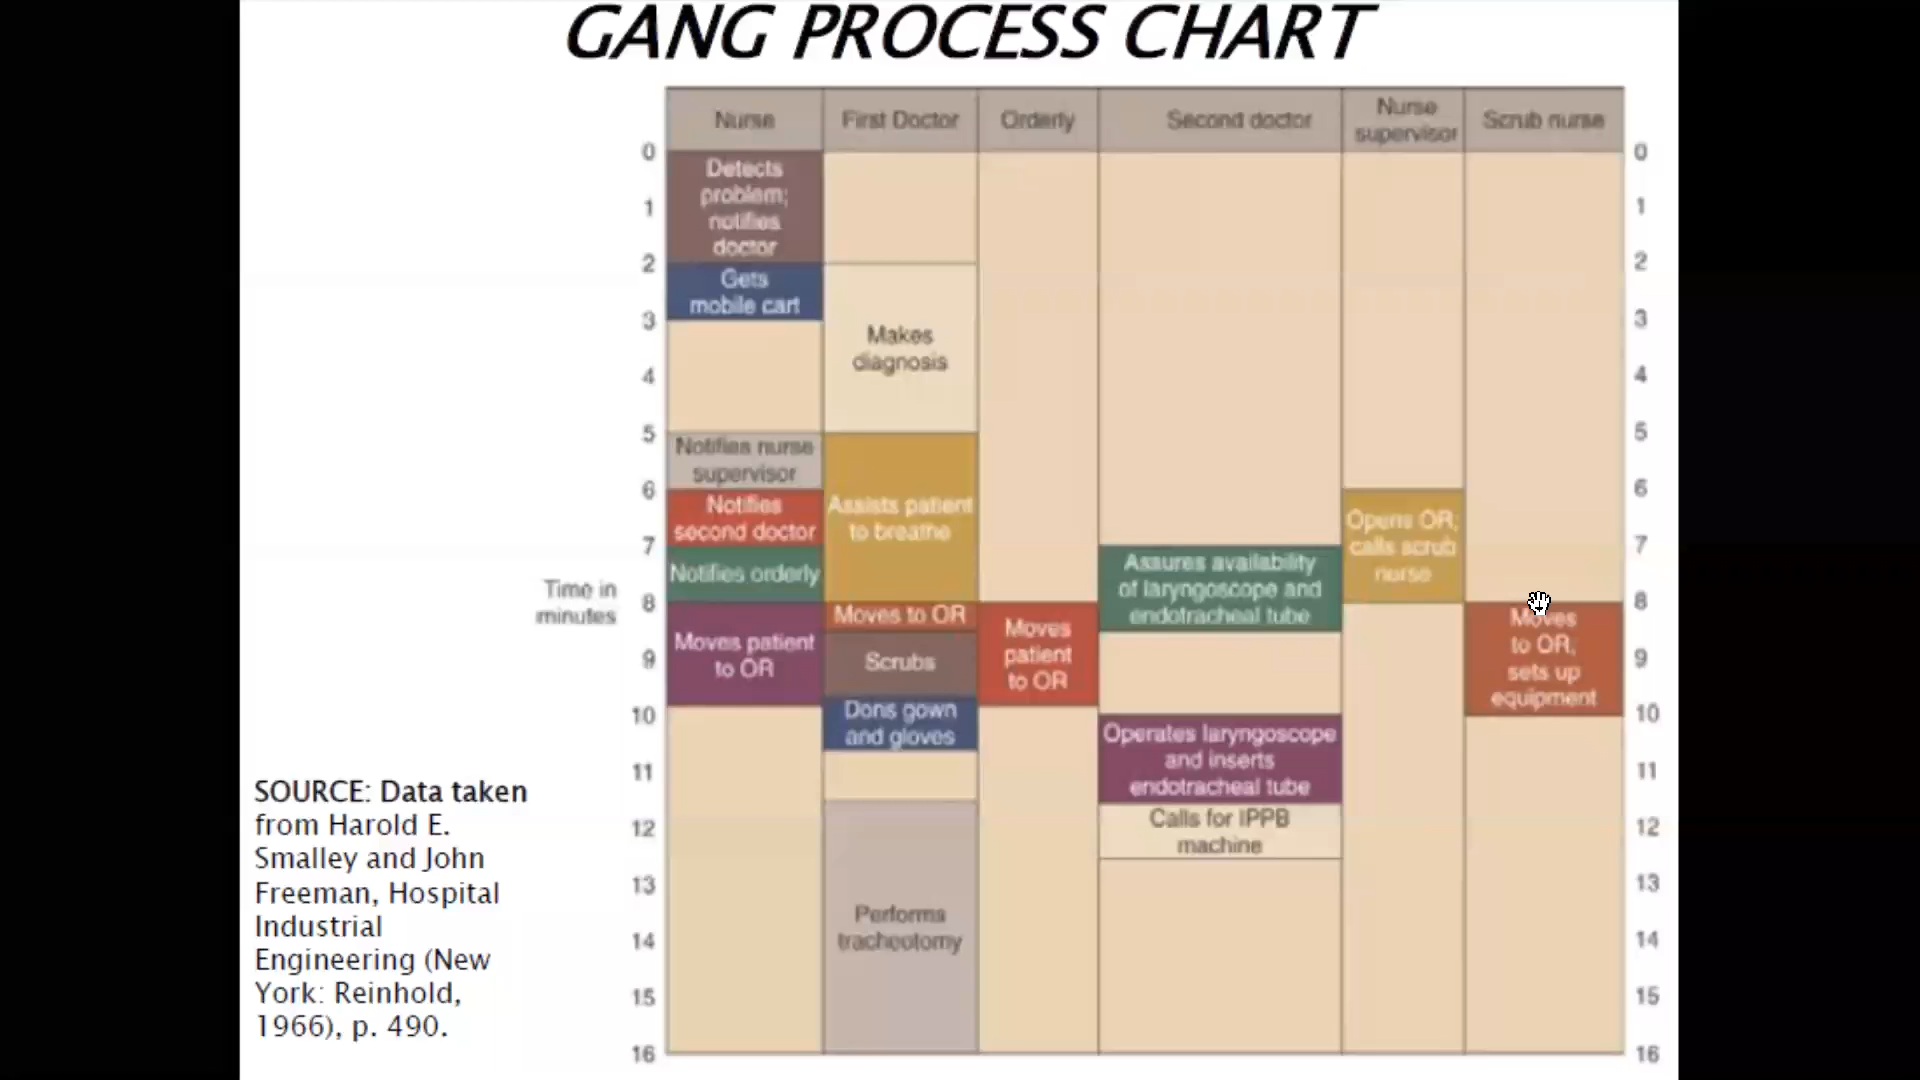 GANG PROCESS CHART
Nurse
First Doctor
Orderly
Second doctor
Nurse
supervisor
Scrub nurse
0
1
2
3
4
5
6
7
8
9
10
11
12
13
14
15
16
Time in
minutes
Detects
problem;
notifies
doctor
Gets
mobile cart
Notifies nurse
supervisor
Notifies
second doctor
Notifies orderly
Moves patient
to OR
Makes
diagnosis
Assists patient
to breathe
Moves to OR
Scrubs
Dons gown
and gloves
Performs
tracheotomy
Moves
patient
to OR
Assures availability
of laryngoscope and
endotracheal tube
Operates laryngoscope
and inserts
endotracheal tube
Calls for IPPB
machine
Opens OR;
calls scrub
nurse
Moves
to OR,
sets up
equipment
0
1
2
3
4
5
6
7
8
9
10
11
12
13
14
15
16
SOURCE: Data taken
from Harold E.
Smalley and John
Freeman, Hospital
Industrial
Engineering (New
York: Reinhold,
1966), p. 490.